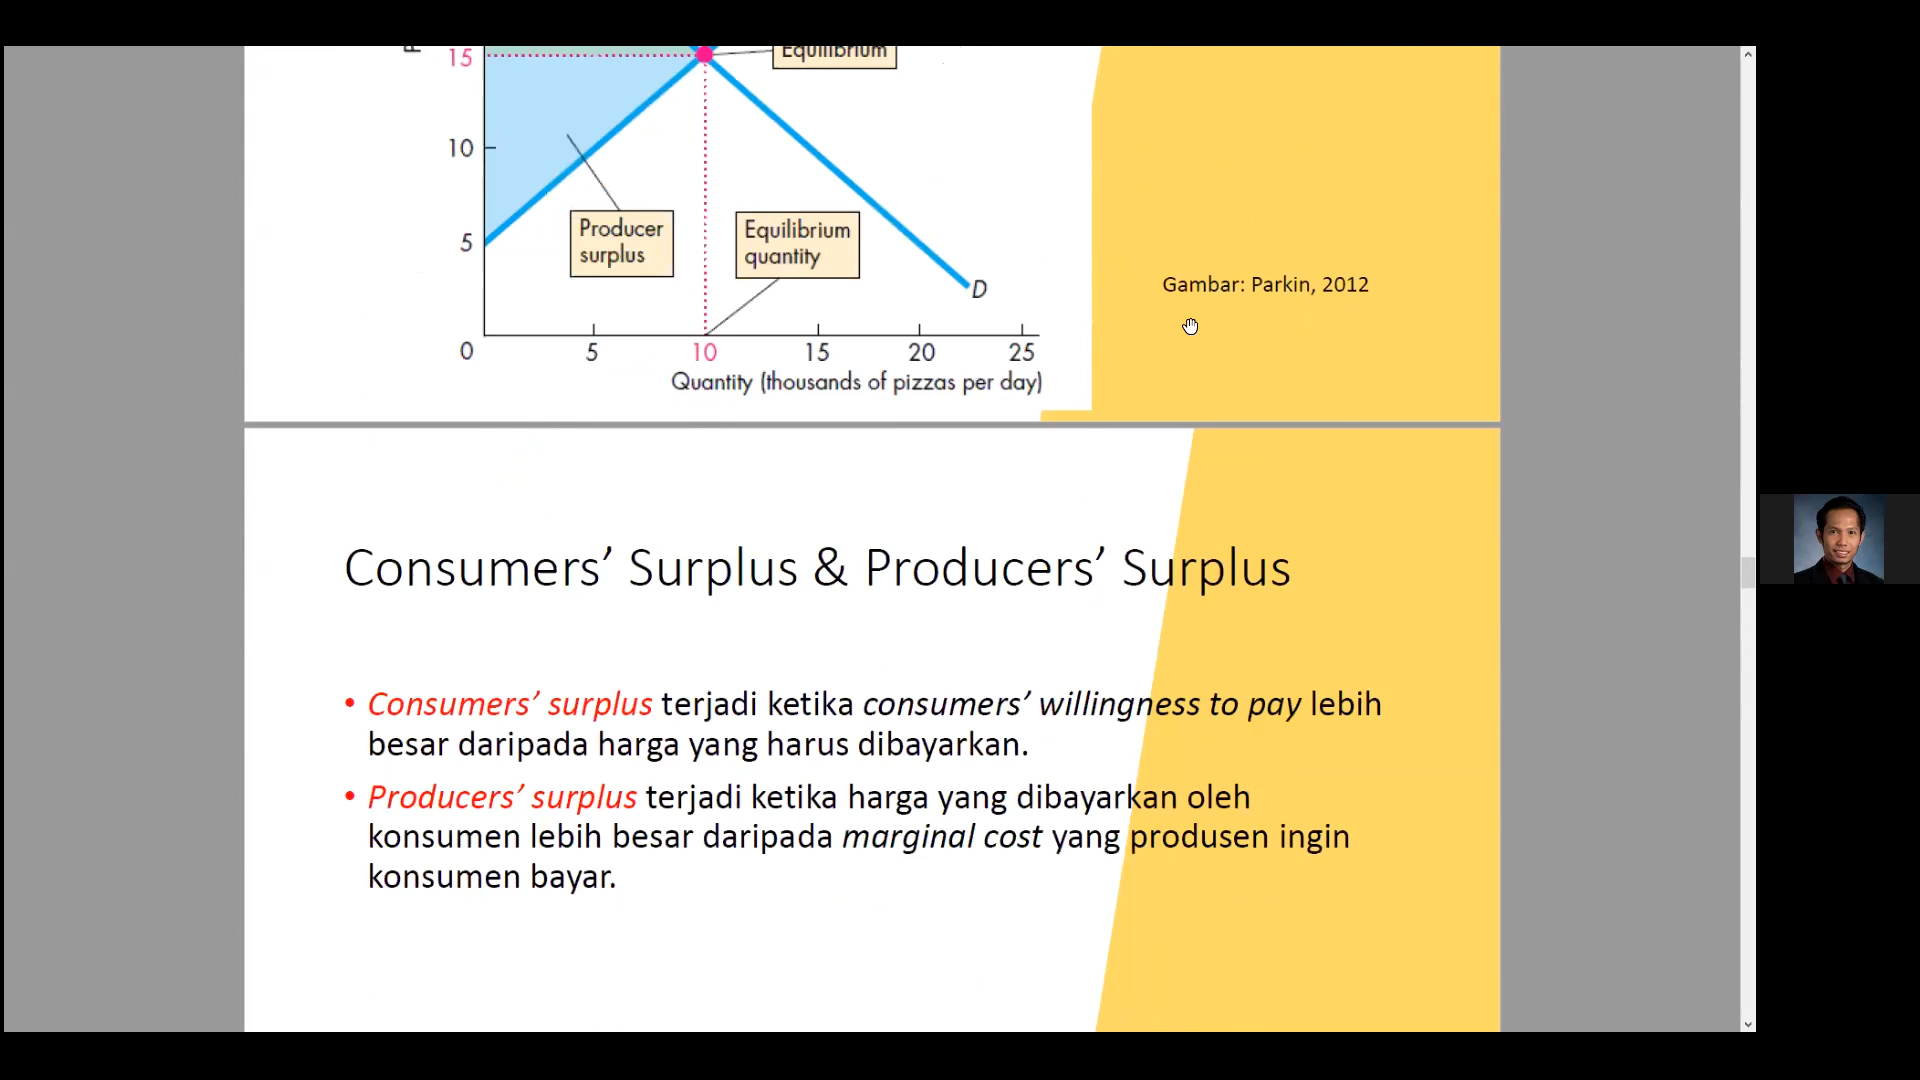 Equilibrium
15
10
5
0
Producer
surplus
Equilibrium
quantity
D
5
10
15
20
25
Quantity (thousands of pizzas per day)
Gambar: Parkin, 2012
Consumers’ Surplus & Producers’ Surplus
• Consumers’ surplus terjadi ketika consumers’ willingness to pay lebih
besar daripada harga yang harus dibayarkan.
• Producers’ surplus terjadi ketika harga yang dibayarkan oleh
konsumen lebih besar daripada marginal cost yang produsen ingin
konsumen bayar.